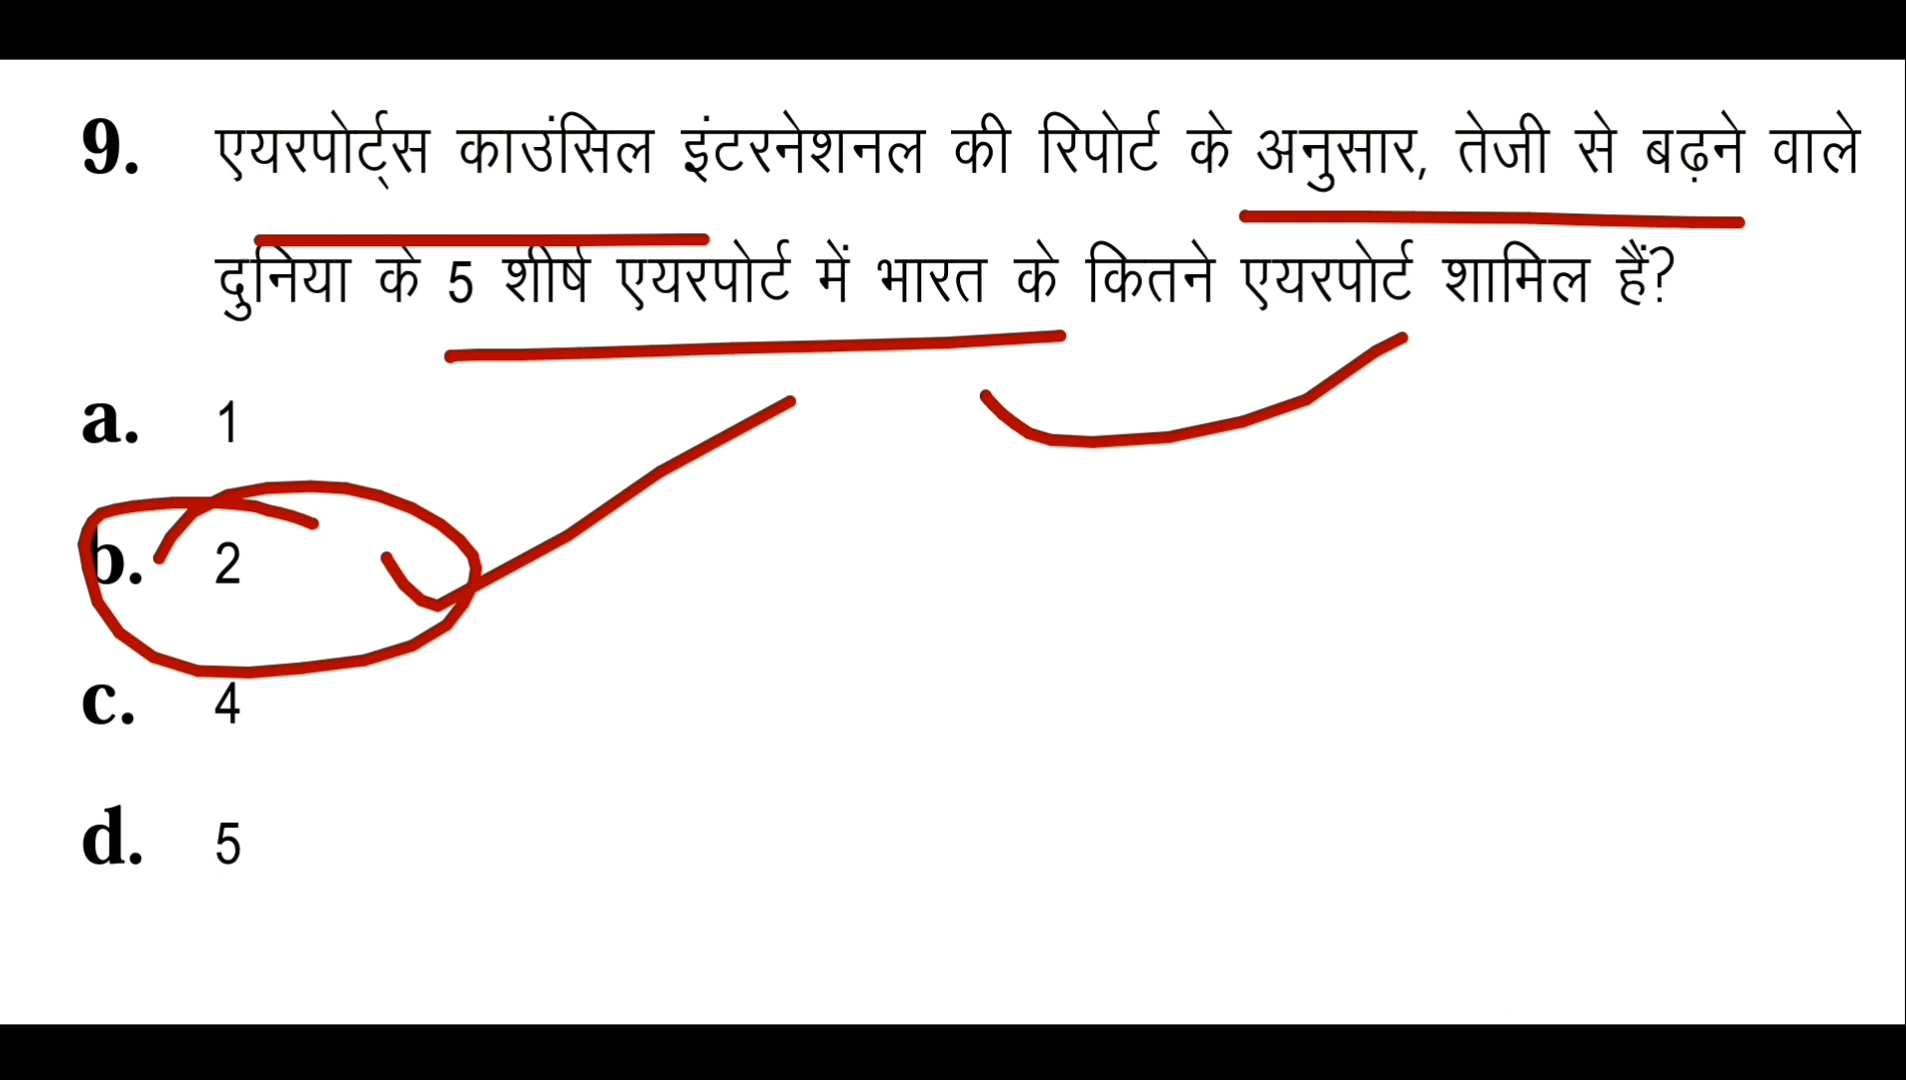 9. एयरपोर्ट्स काउंसिल इंटरनेशनल की रिपोर्ट के अनुसार, तेजी से बढ़ने वाले
दुनिया के 5 शीर्ष एयरपोर्ट में भारत के कितने एयरपोर्ट शामिल हैं?
a. 1
b. 2
c. 4
d. 5